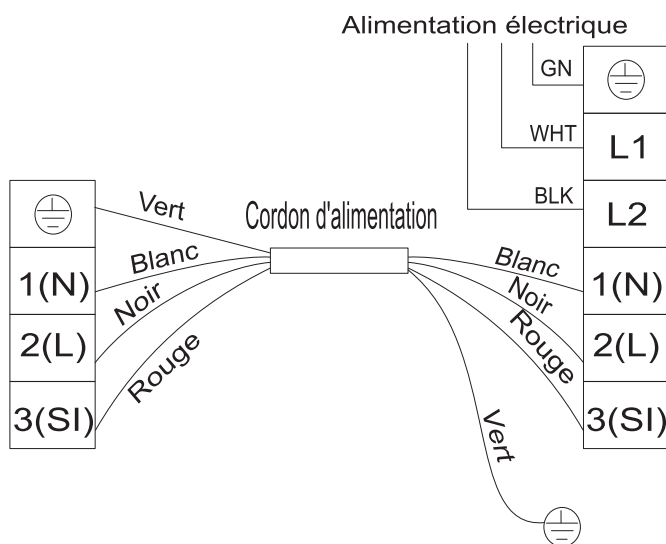 Alimentation électrique
GN
WHT
L1
BLK
L2
Vert
Cordon d'alimentation
Blanc
Blanc
1(N)
1(N)
Noir
Noir
2(L)
2(L)
Rouge
Rouge
3(SI)
3(SI)
Vert